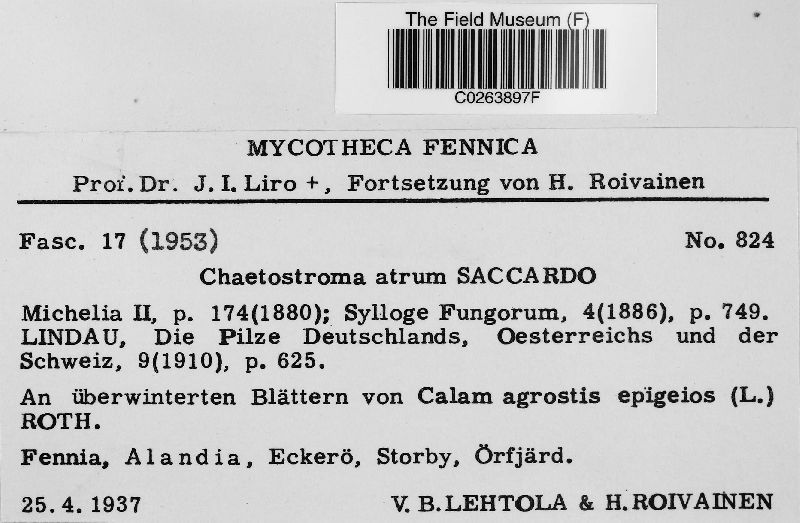 The Field Museum (F)
C0263897F
MYCOTHECA FENNICA
Prof. Dr. J. I. Liro +, Fortsetzung von H. Roivainen
Fasc. 17 (1953) No. 824
Chaetostroma atrum SACCARDO
Michelia II, p. 174(1880); Sylloge Fungorum, 4(1886), p. 749.
LINDAU, Die Pilze Deutschlands, Oesterreichs und der
Schweiz, 9(1910), p. 625.
An überwinterten Blättern von Calam agrostis epigeios (L.)
ROTH.
Fennia, Alandia, Eckerö, Storby, Örfjärd.
25. 4. 1937 V. B. LEHTOLA & H. ROIVAINEN